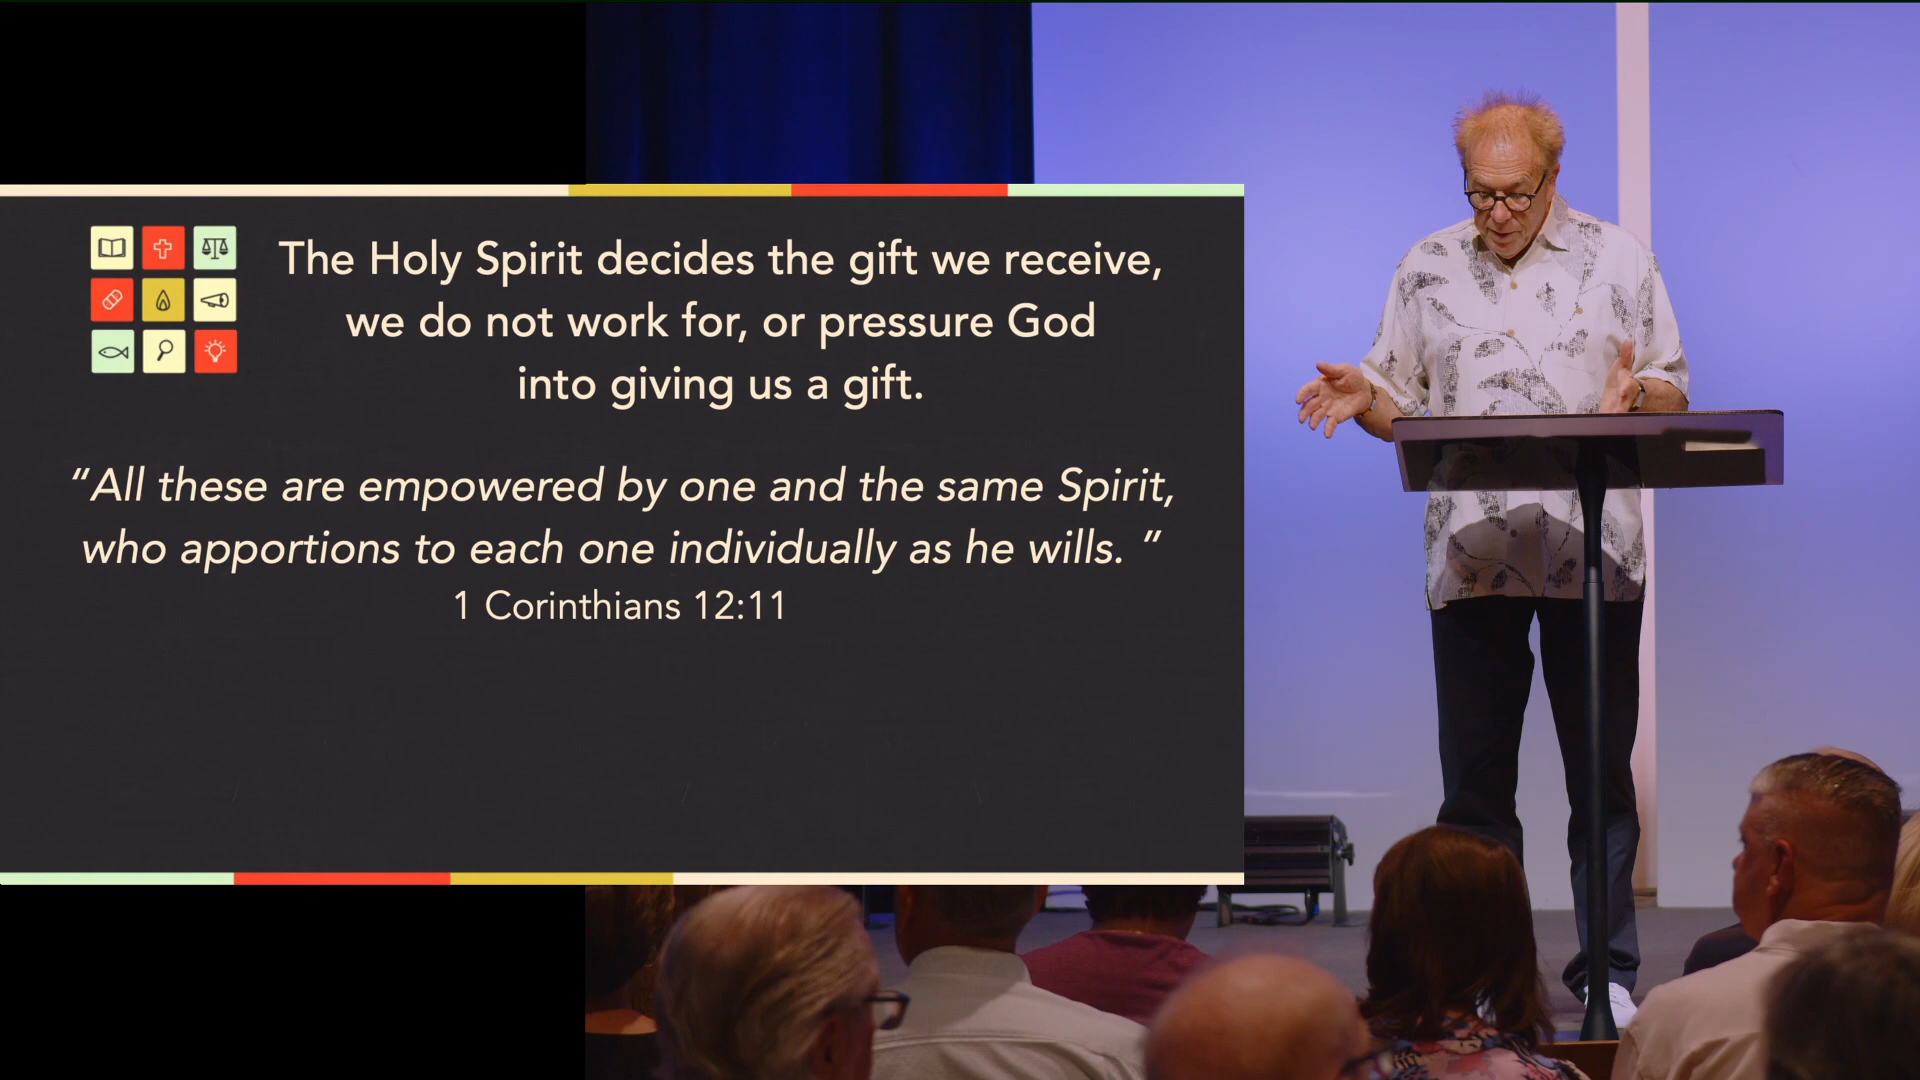 The Holy Spirit decides the gift we receive,
we do not work for, or pressure God
into giving us a gift.
“All these are empowered by one and the same Spirit,
who apportions to each one individually as he wills. ”
1 Corinthians 12:11